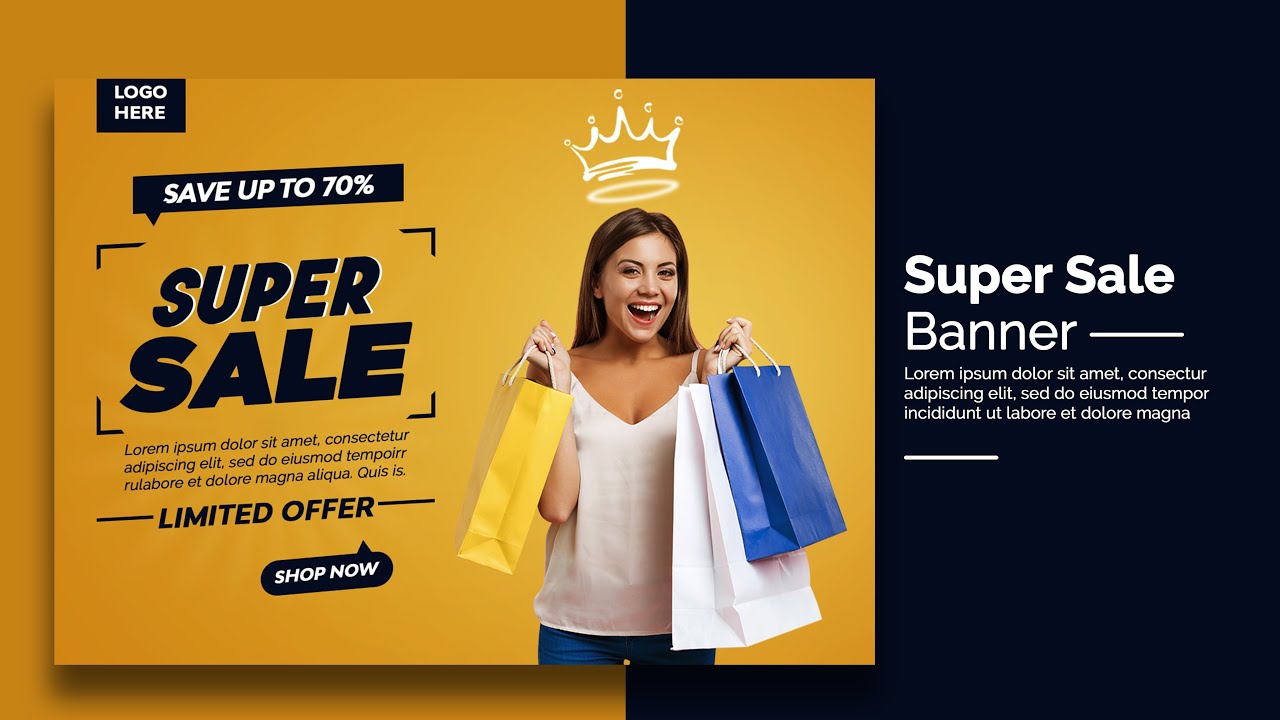 LOGO
HERE
SAVE UP TO 70%
SUPER
SALE
Lorem ipsum dolor sit amet, consectetur
adipiscing elit, sed do eiusmod tempoirr
rulabore et dolore magna aliqua. Quis is.
LIMITED OFFER
SHOP NOW
Super Sale
Banner
Lorem ipsum dolor sit amet, consectur
adipiscing elit, sed do eiusmod tempor
incididunt ut labore et dolore magna